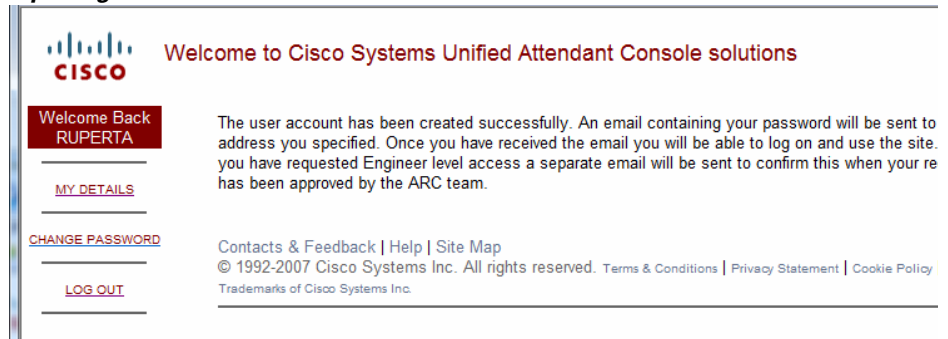 Welcome to Cisco Systems Unified Attendant Console solutions
CISCO
Welcome Back
RUPERTA
MY DETAILS
CHANGE PASSWORD
LOG OUT
The user account has been created successfully. An email containing your password will be sent to
address you specified. Once you have received the email you will be able to log on and use the site.
you have requested Engineer level access a separate email will be sent to confirm this when your re
has been approved by the ARC team.
Contacts & Feedback | Help | Site Map
© 1992-2007 Cisco Systems Inc. All rights reserved. Terms & Conditions | Privacy Statement | Cookie Policy
Trademarks of Cisco Systems Inc.